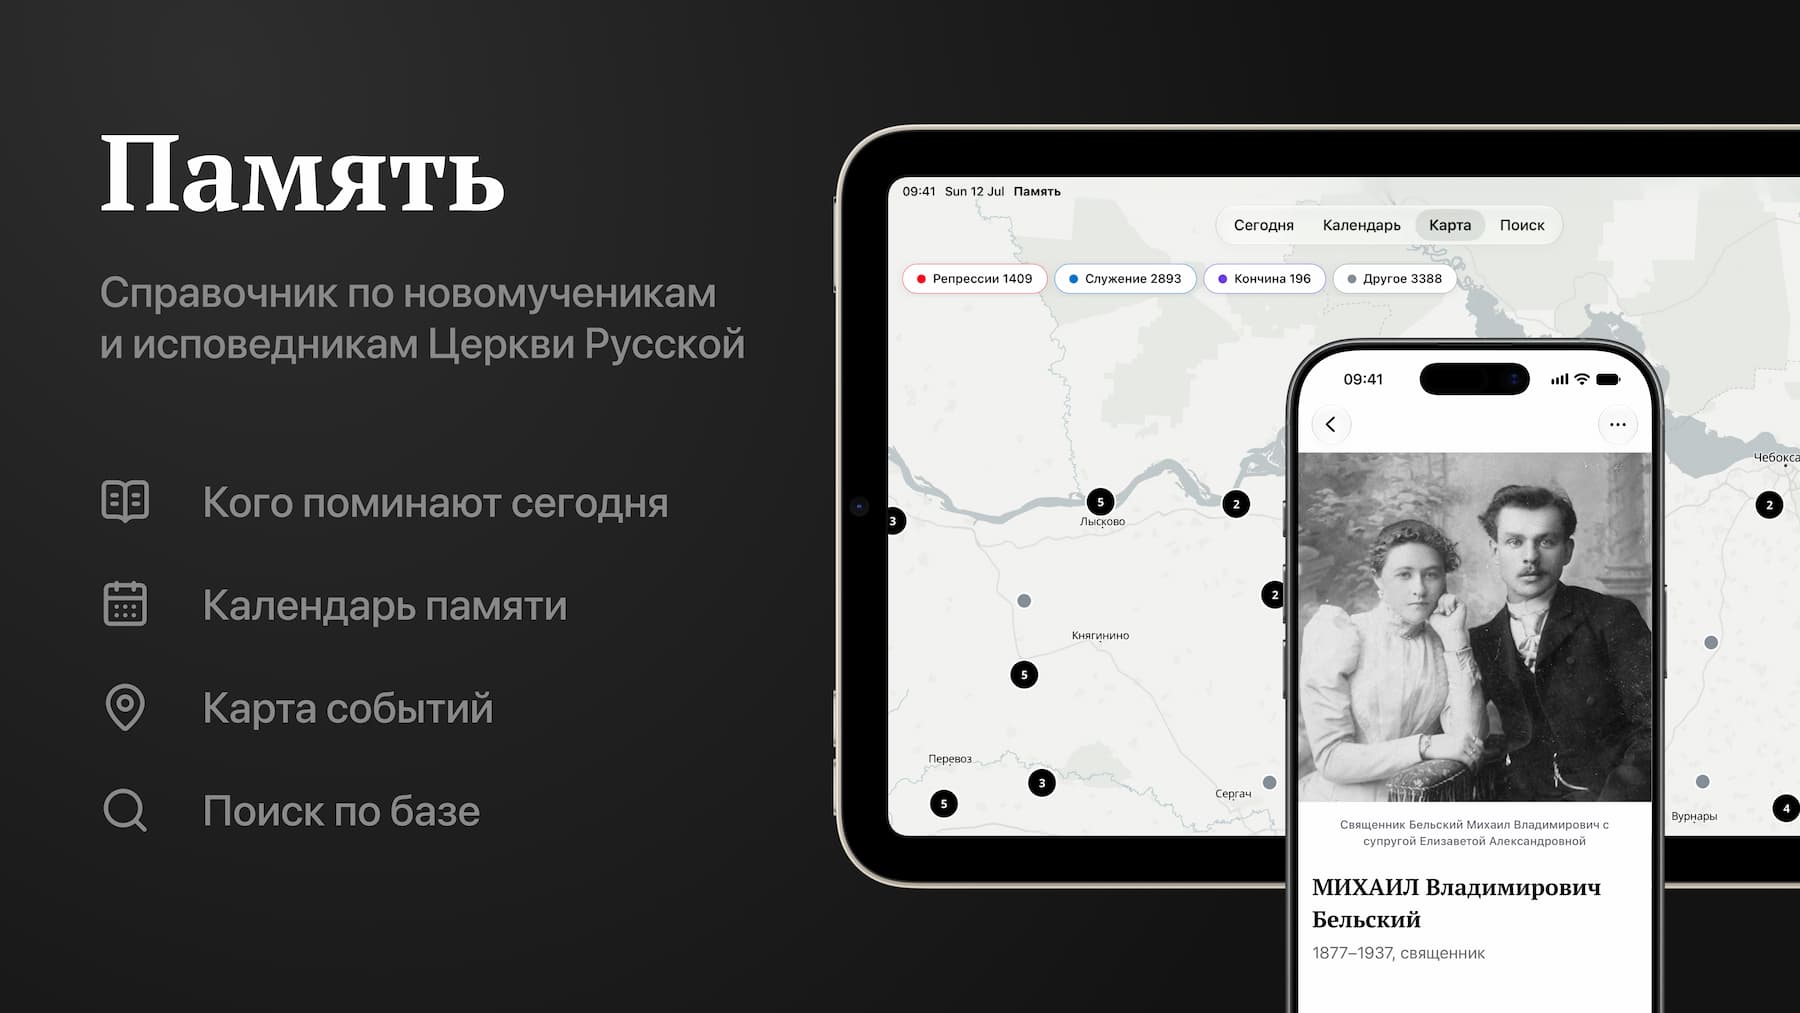 Память
Справочник по новомученикам
и исповедникам Церкви Русской
Кого поминают сегодня
Календарь памяти
Карта событий
Поиск по базе
09:41 Sun 12 Jul Память
Сегодня Календарь Карта Поиск
Репрессии 1409 Служение 2893 Кончина 196 Другое 3388
Чебокса
3
5
2
2
Лысково
2
Княгинино
5
Перевоз
3
5
Сергач
Вурнары
4
09:41
Священник Бельский Михаил Владимирович с
супругой Елизаветой Александровной
МИХАИЛ Владимирович
Бельский
1877–1937, священник